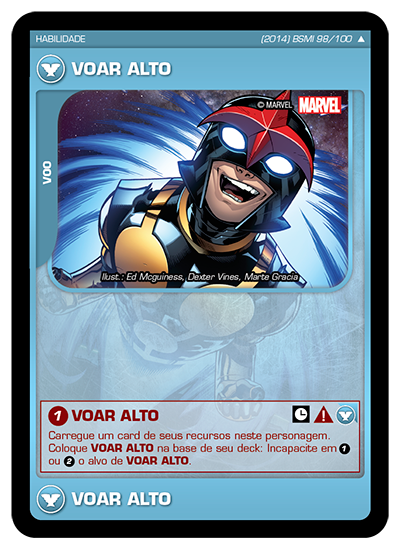 HABILIDADE
(2014) BSMI 98/100 ▲
VOAR ALTO
© MARVEL MARVEL
VOO
Ilust.: Ed Mcguiness, Dexter Vines, Marte Gracia
1 VOAR ALTO
Carregue um card de seus recursos neste personagem.
Coloque VOAR ALTO na base de seu deck: Incapacite em 1
ou 2 o alvo de VOAR ALTO.
VOAR ALTO